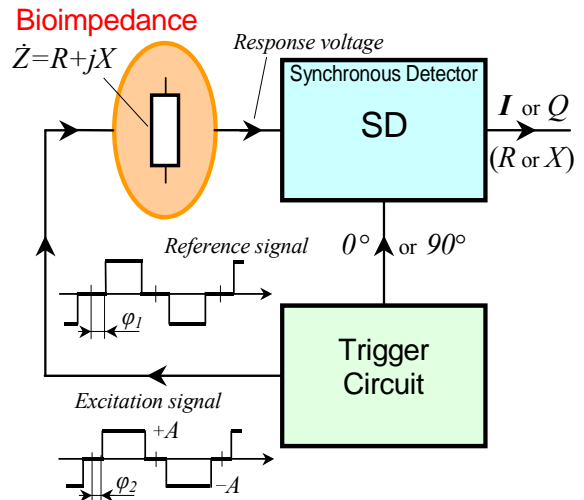 Bioimpedance
Ż=R+jX
Response voltage
Synchronous Detector
SD
I or Q
(R or X)
Reference signal
0° or 90°
φ1
Trigger
Circuit
Excitation signal
+A
φ2
−A